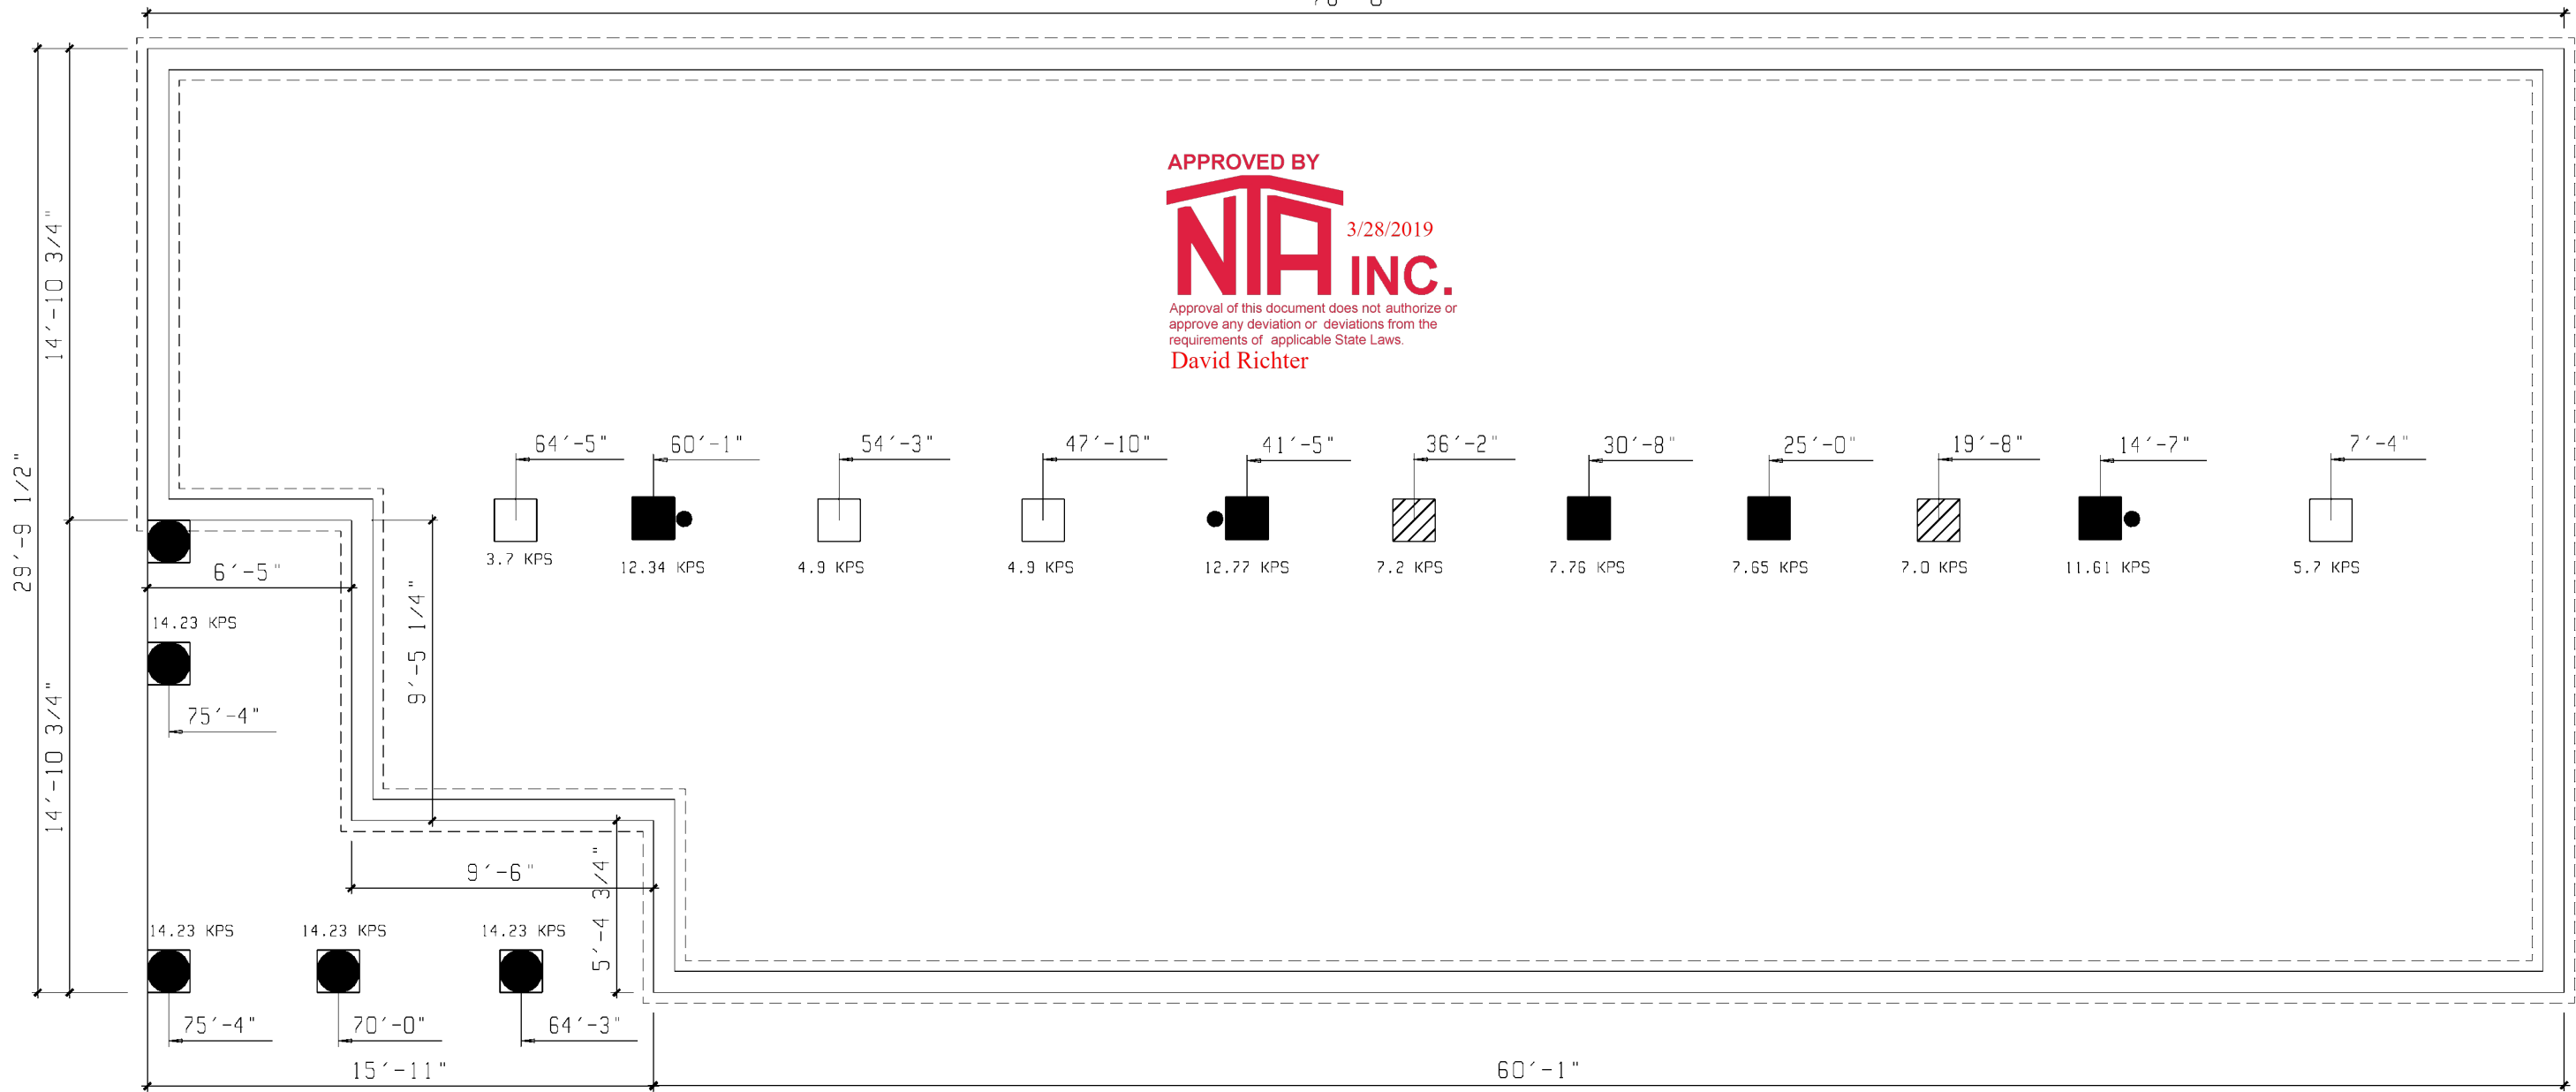 APPROVED BY
NTA INC.
3/28/2019
Approval of this document does not authorize or
approve any deviation or deviations from the
requirements of applicable State Laws.
David Richter
14'-10 3/4"
29'-9 1/2"
14'-10 3/4"
64'-5"
60'-1"
54'-3"
47'-10"
41'-5"
36'-2"
30'-8"
25'-0"
19'-8"
14'-7"
7'-4"
3.7 KPS
12.34 KPS
4.9 KPS
4.9 KPS
12.77 KPS
7.2 KPS
7.76 KPS
7.65 KPS
7.0 KPS
11.61 KPS
5.7 KPS
6'-5"
9'-5 1/4"
14.23 KPS
75'-4"
9'-6"
5'-4 3/4"
14.23 KPS
14.23 KPS
14.23 KPS
75'-4"
70'-0"
64'-3"
15'-11"
60'-1"